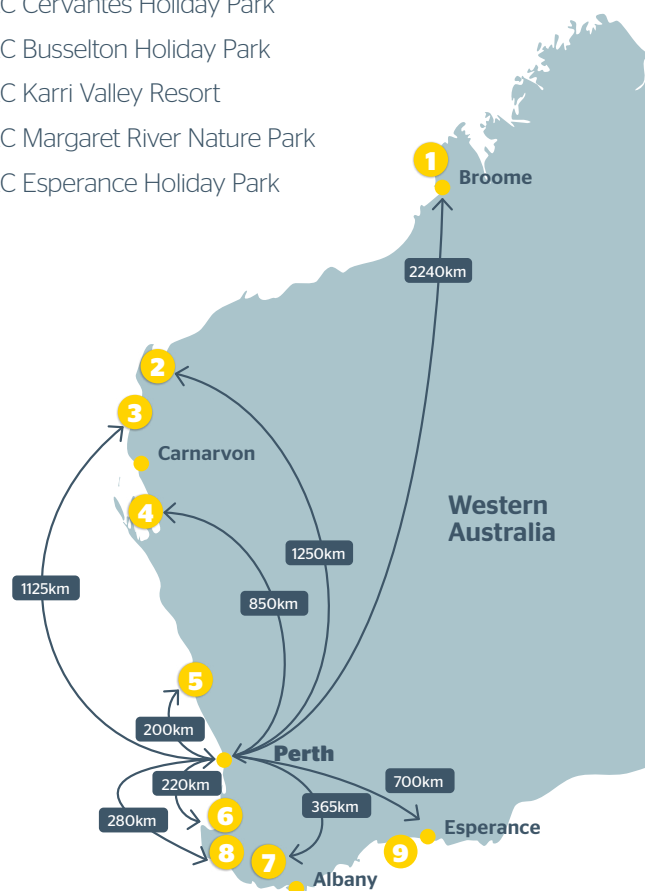 C Cervantes Holiday Park
C Busselton Holiday Park
C Karri Valley Resort
C Margaret River Nature Park
C Esperance Holiday Park
1
Broome
2240km
2
3
Carnarvon
4
Western
Australia
1250km
1125km
850km
5
200km
Perth
700km
220km
365km
6
280km
Esperance
8
7
9
Albany